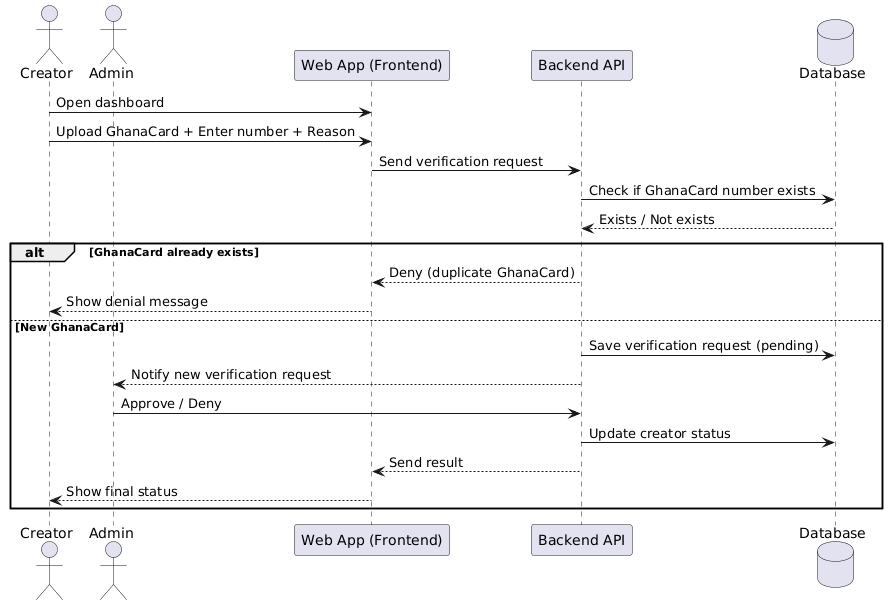 Creator
Admin
Web App (Frontend)
Backend API
Database
Open dashboard
Upload GhanaCard + Enter number + Reason
Send verification request
Check if GhanaCard number exists
Exists / Not exists
alt
[GhanaCard already exists]
Deny (duplicate GhanaCard)
Show denial message
[New GhanaCard]
Save verification request (pending)
Notify new verification request
Approve / Deny
Update creator status
Send result
Show final status
Creator
Admin
Web App (Frontend)
Backend API
Database